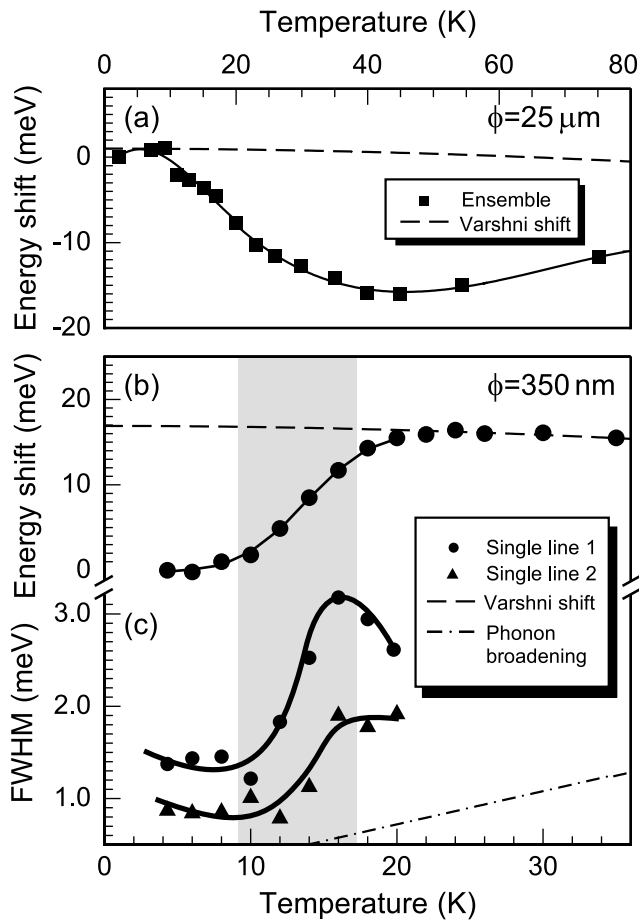 Temperature (K)
0 20 40 60 80
(a)
ϕ=25 μm
Energy shift (meV)
0
-10
-20
Ensemble
Varshni shift
(b)
ϕ=350 nm
Energy shift (meV)
20
10
0
Single line 1
Single line 2
Varshni shift
Phonon
broadening
(c)
FWHM (meV)
3.0
2.0
1.0
0 10 20 30
Temperature (K)